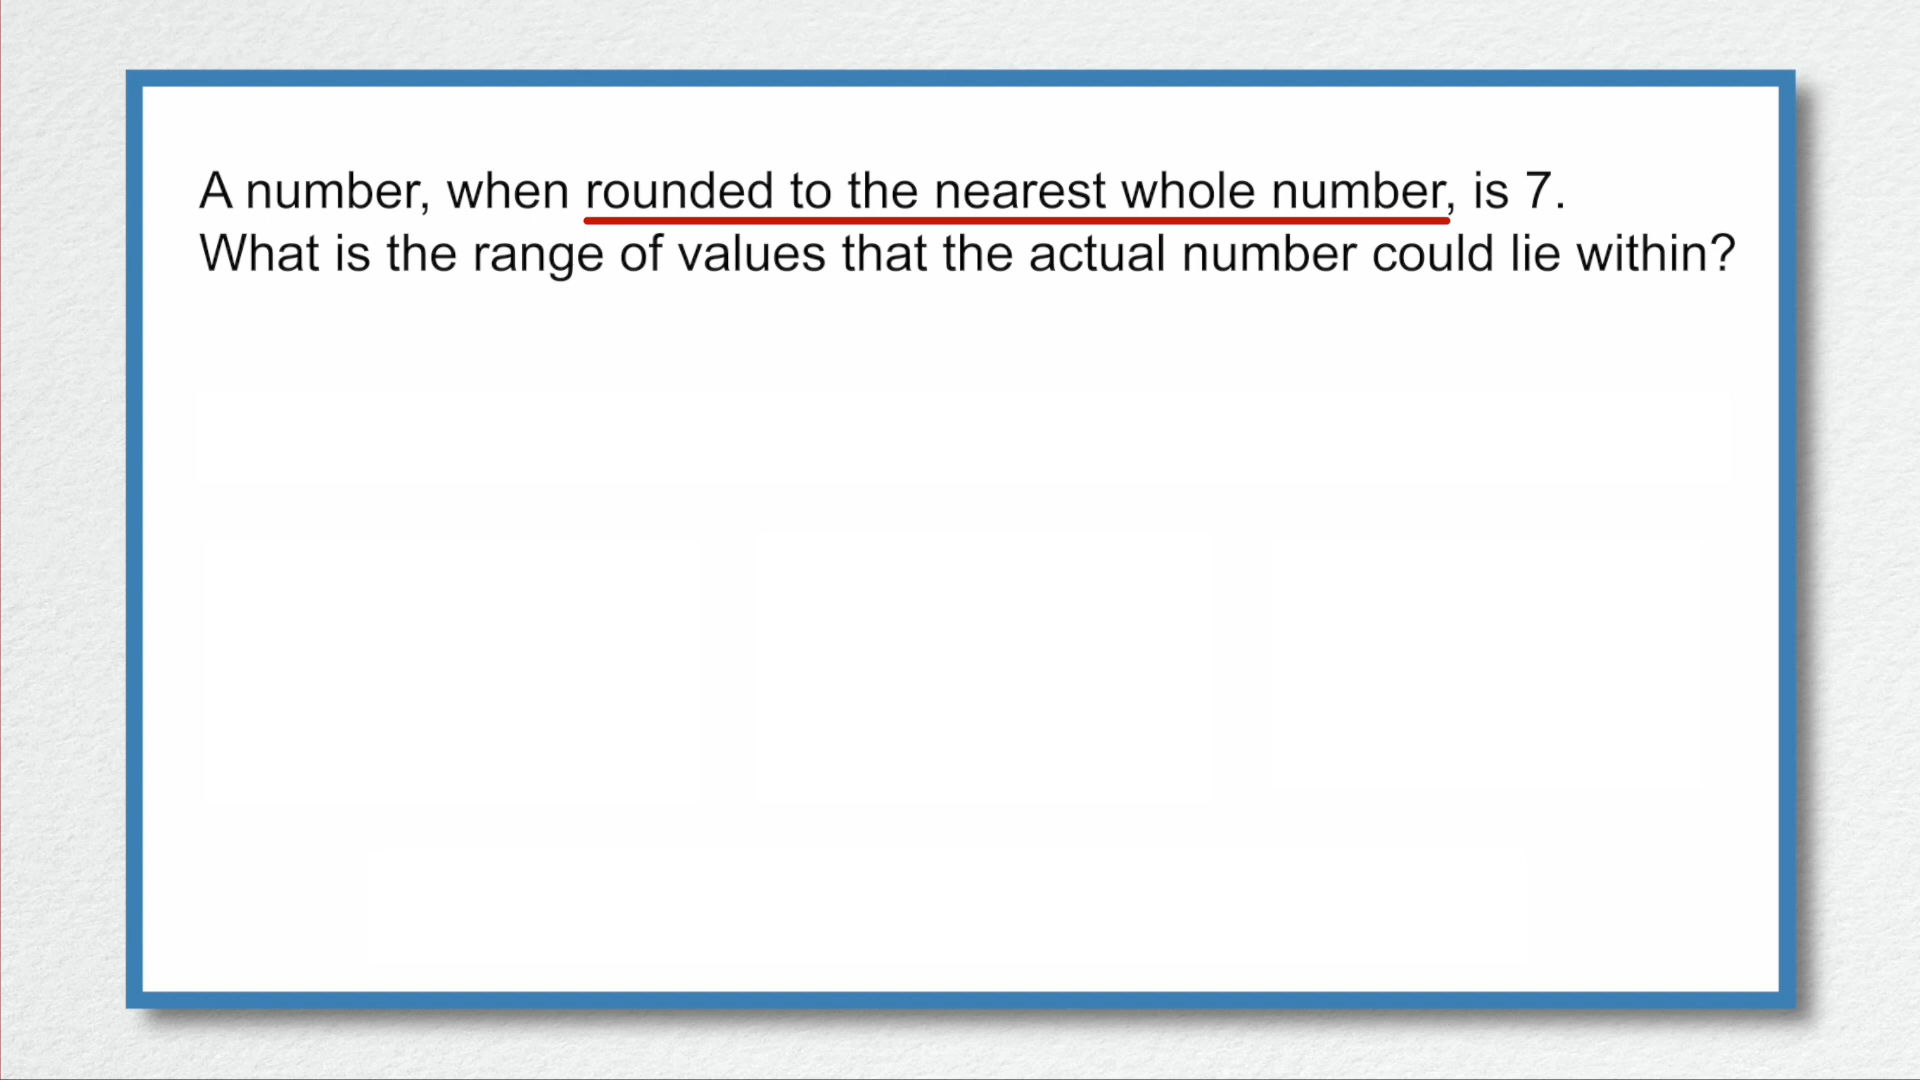 A number, when rounded to the nearest whole number, is 7.
What is the range of values that the actual number could lie within?